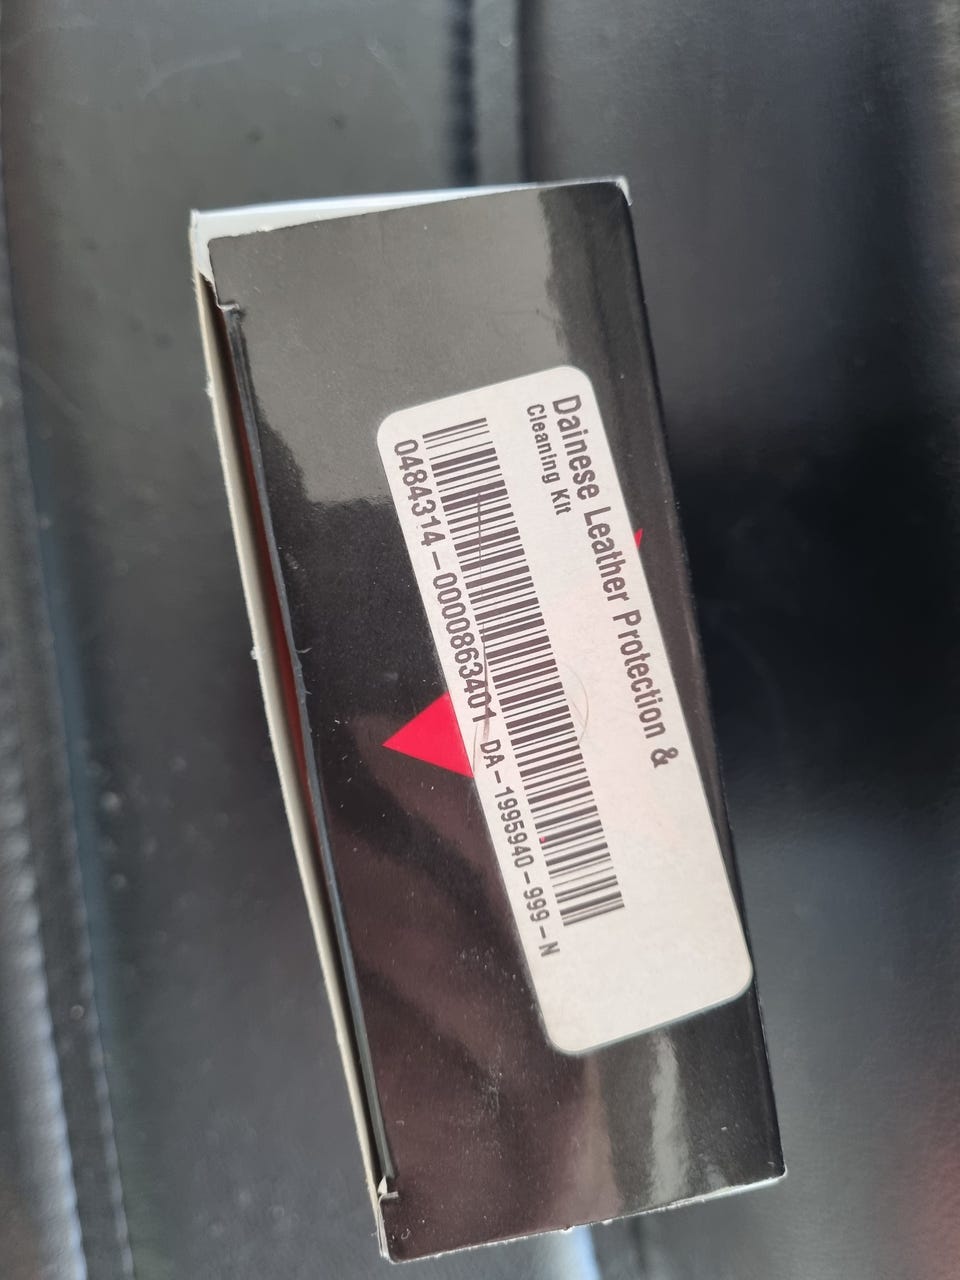 Dainese Leather Protection &
Cleaning Kit
0484314-0000863401 DA-1995940-999-N